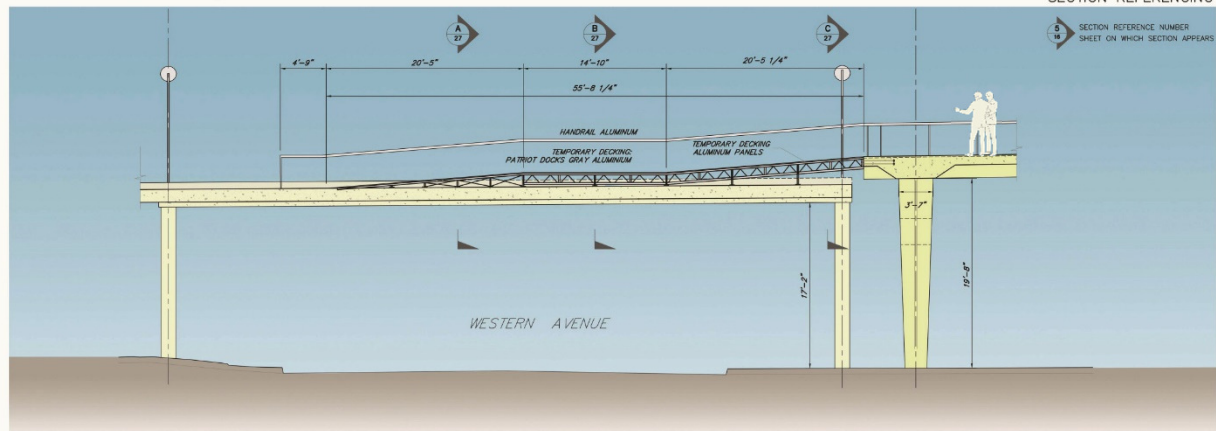 SECTION REFERENCING
5
18
SECTION REFERENCE NUMBER
SHEET ON WHICH SECTION APPEARS
A
27
B
27
C
27
4'-9"
20'-5"
14'-10"
20'-5 1/4"
55'-8 1/4"
HANDRAIL ALUMINUM
TEMPORARY DECKING:
PATRIOT DOCKS GRAY ALUMINIUM
TEMPORARY DECKING
ALUMINUM PANELS
3'-7"
17'-2"
19'-8"
WESTERN AVENUE